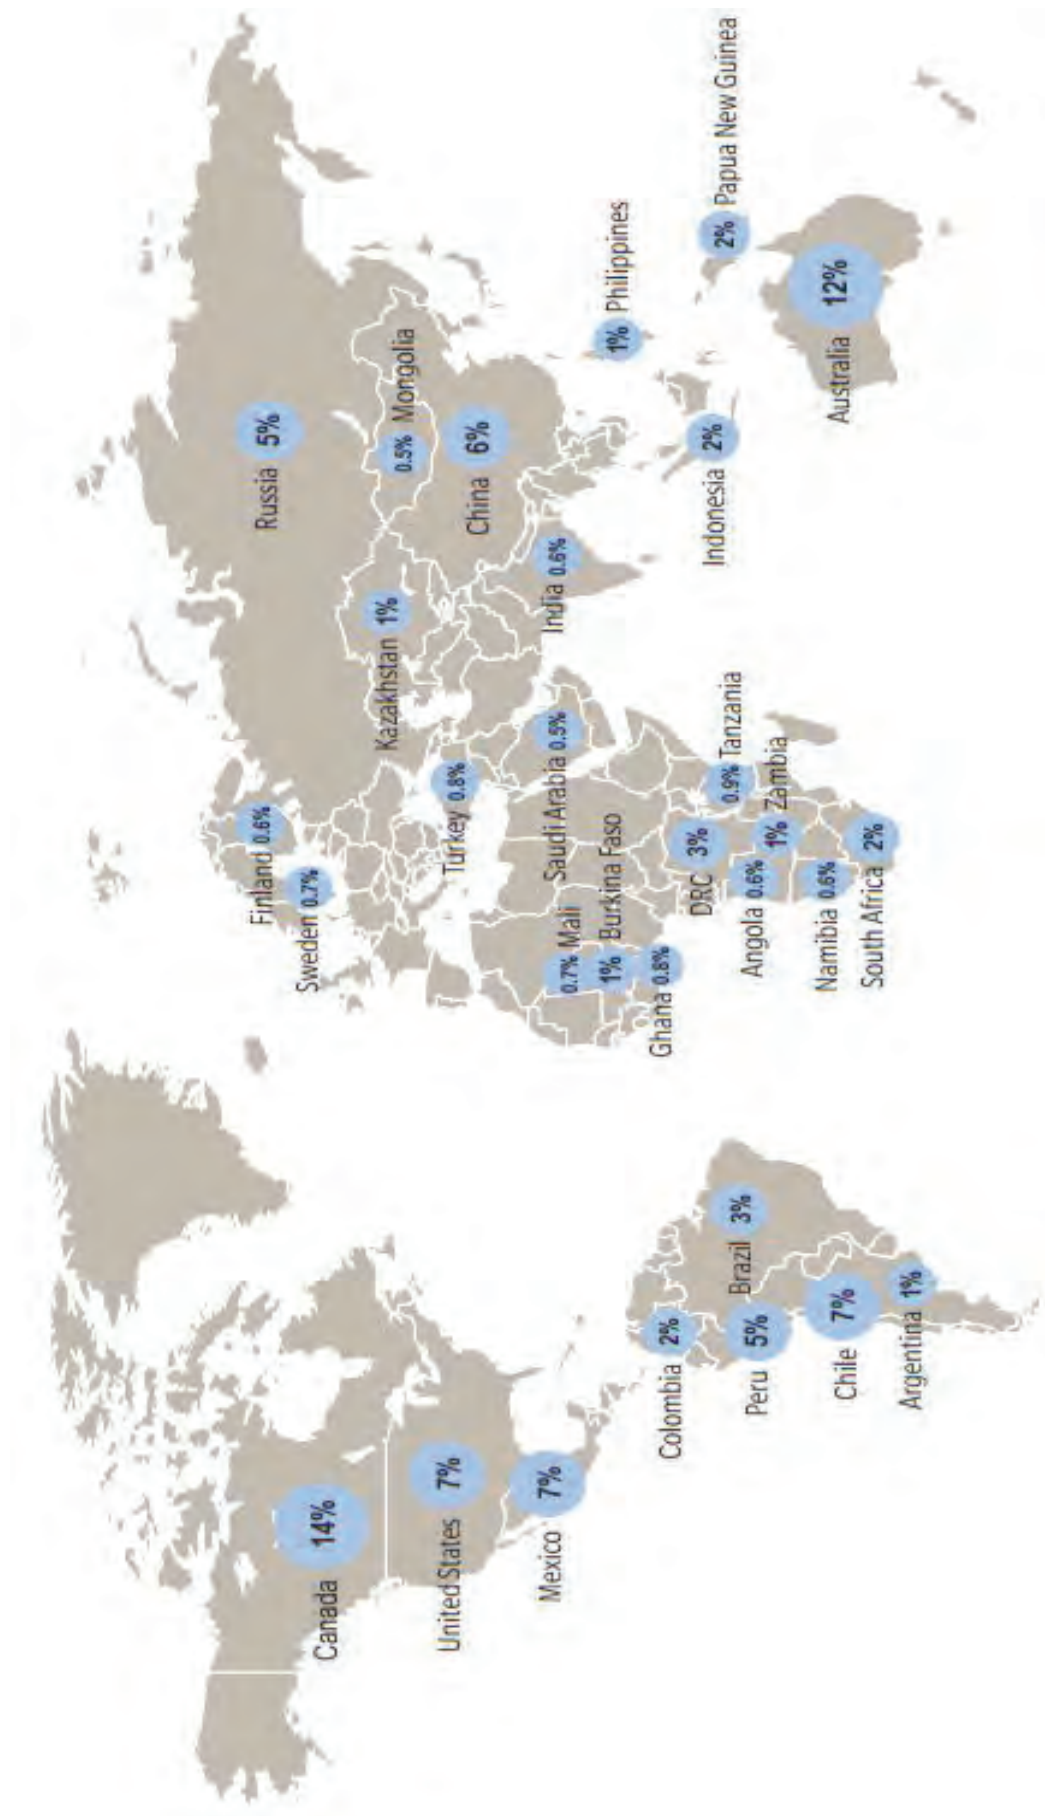 Canada 14%
United States 7%
Mexico 7%
Colombia 2%
Peru 5%
Brazil 3%
Chile 7%
Argentina 1%
Finland 0.6%
Sweden 0.7%
Russia 5%
Kazakhstan 1%
0.5% Mongolia
China 6%
Turkey 0.8%
India 0.6%
Saudi Arabia 0.5%
0.7% Mali
1% Burkina Faso
Ghana 0.8%
DRC 3%
0.9% Tanzania
Angola 0.6%
1% Zambia
Namibia 0.6%
South Africa 2%
1% Philippines
Indonesia 2%
2% Papua New Guinea
Australia 12%